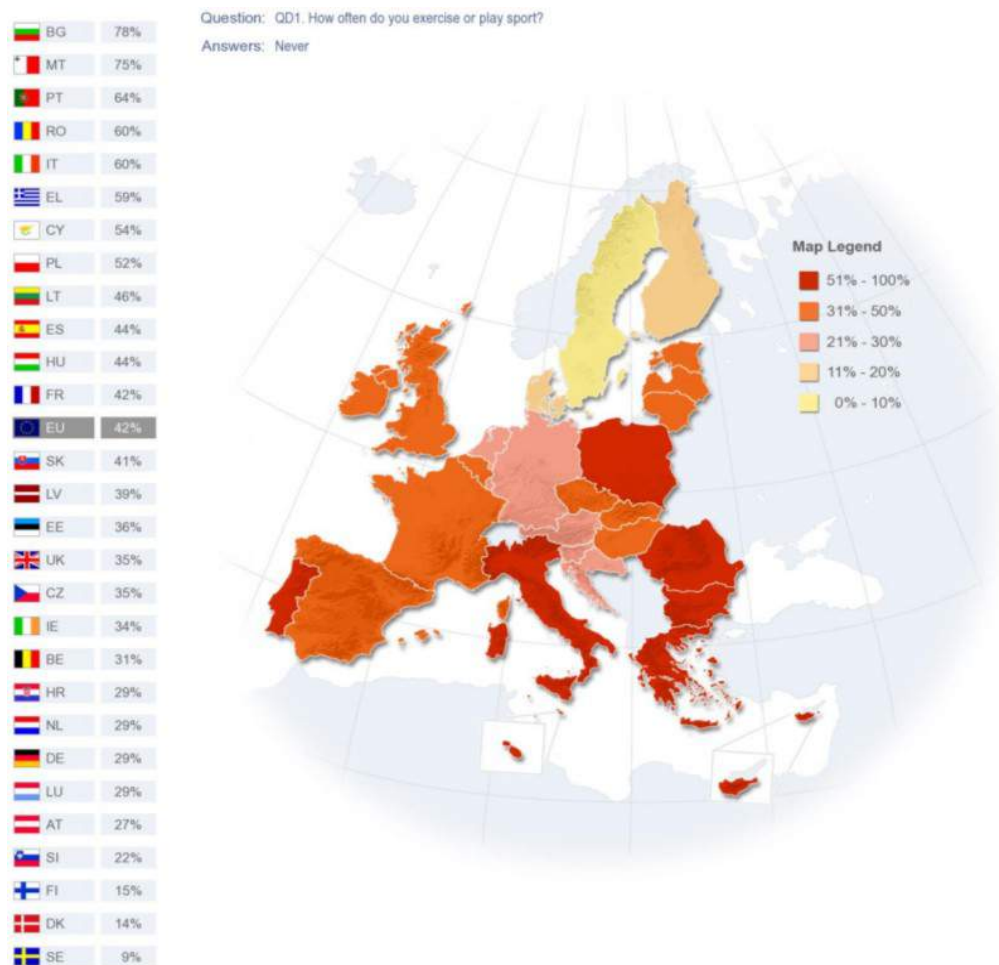 Question: QD1. How often do you exercise or play sport?
Answers: Never
BG 78%
MT 75%
PT 64%
RO 60%
IT 60%
EL 59%
CY 54%
PL 52%
LT 46%
ES 44%
HU 44%
FR 42%
EU 42%
SK 41%
LV 39%
EE 36%
UK 35%
CZ 35%
IE 34%
BE 31%
HR 29%
NL 29%
DE 29%
LU 29%
AT 27%
SI 22%
FI 15%
DK 14%
SE 9%
Map Legend
51% - 100%
31% - 50%
21% - 30%
11% - 20%
0% - 10%